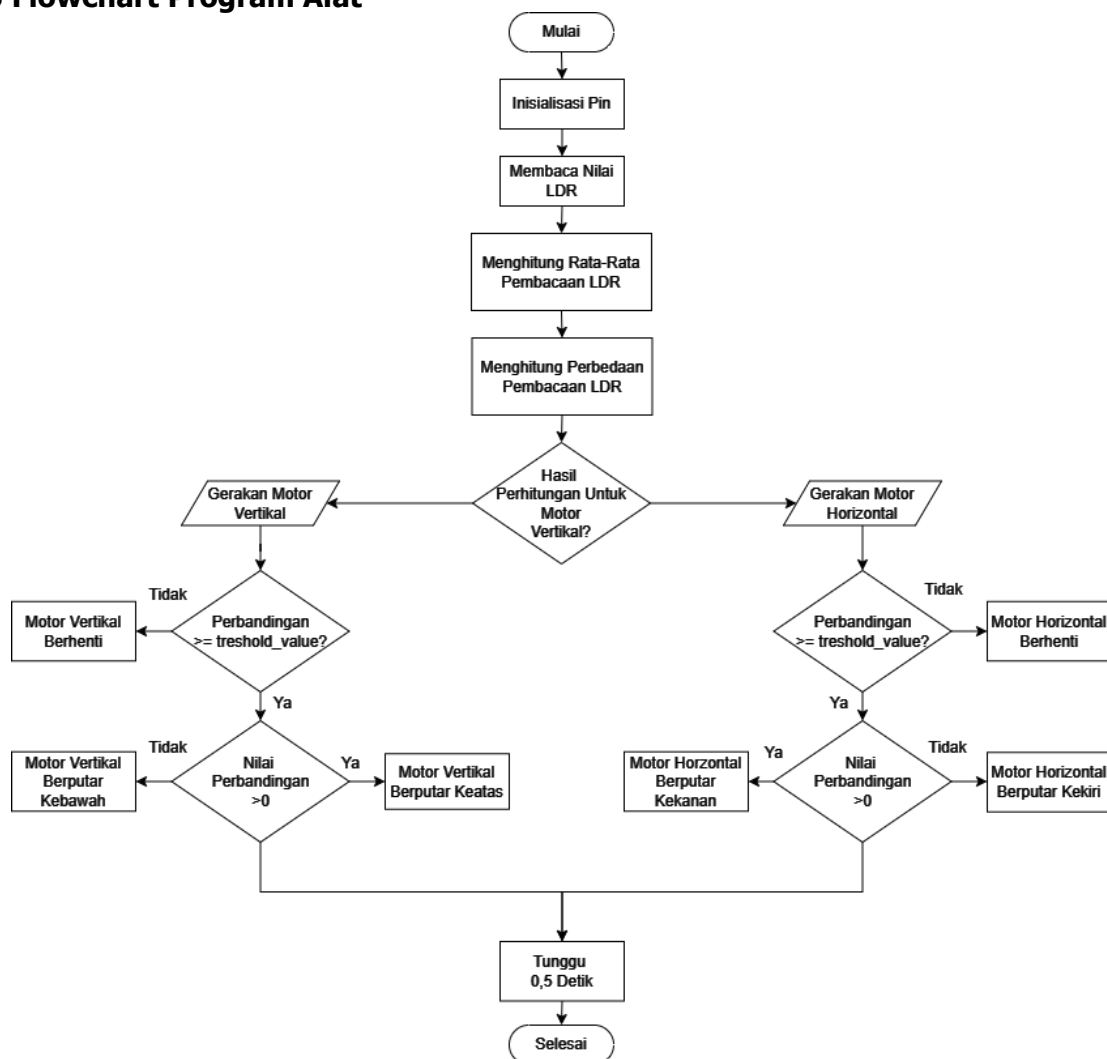 Flowchart Program Alat
Mulai
Inisialisasi Pin
Membaca Nilai
LDR
Menghitung Rata-Rata
Pembacaan LDR
Menghitung Perbedaan
Pembacaan LDR
Hasil
Perhitungan Untuk
Motor
Vertikal?
Gerakan Motor
Vertikal
Gerakan Motor
Horizontal
Tidak
Perbandingan
>= treshold_value?
Motor Vertikal
Berhenti
Ya
Tidak
Perbandingan
>= treshold_value?
Motor Horizontal
Berhenti
Ya
Tidak
Nilai
Perbandingan
>0
Ya
Motor Vertikal
Berputar
Kebawah
Motor Vertikal
Berputar Keatas
Ya
Motor Horzontal
Berputar
Kekanan
Nilai
Perbandingan
>0
Tidak
Motor Horizontal
Berputar Kekiri
Tunggu
0,5 Detik
Selesai